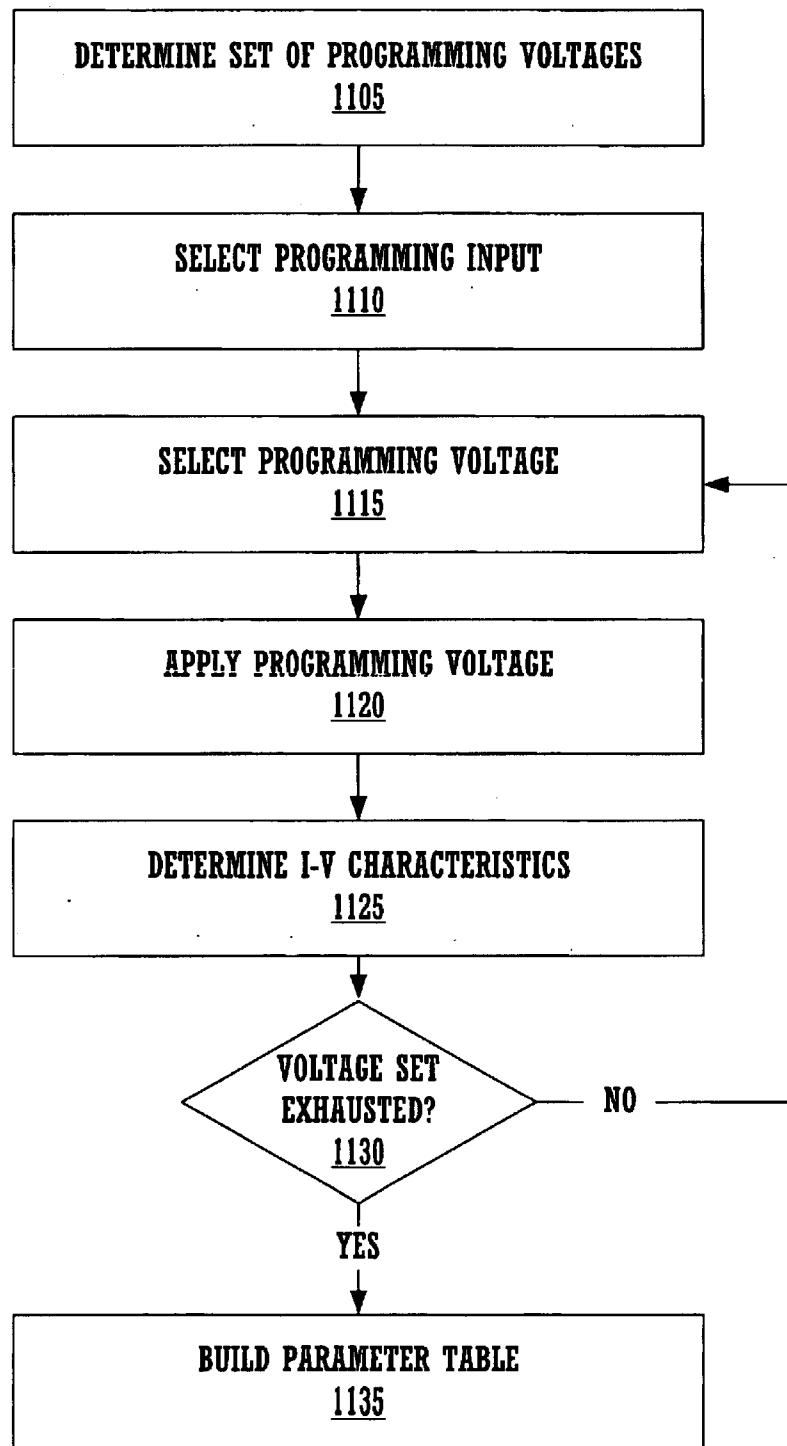 DETERMINE SET OF PROGRAMMING VOLTAGES
1105
SELECT PROGRAMMING INPUT
1110
SELECT PROGRAMMING VOLTAGE
1115
APPLY PROGRAMMING VOLTAGE
1120
DETERMINE I-V CHARACTERISTICS
1125
VOLTAGE SET
EXHAUSTED?
1130
NO
YES
BUILD PARAMETER TABLE
1135